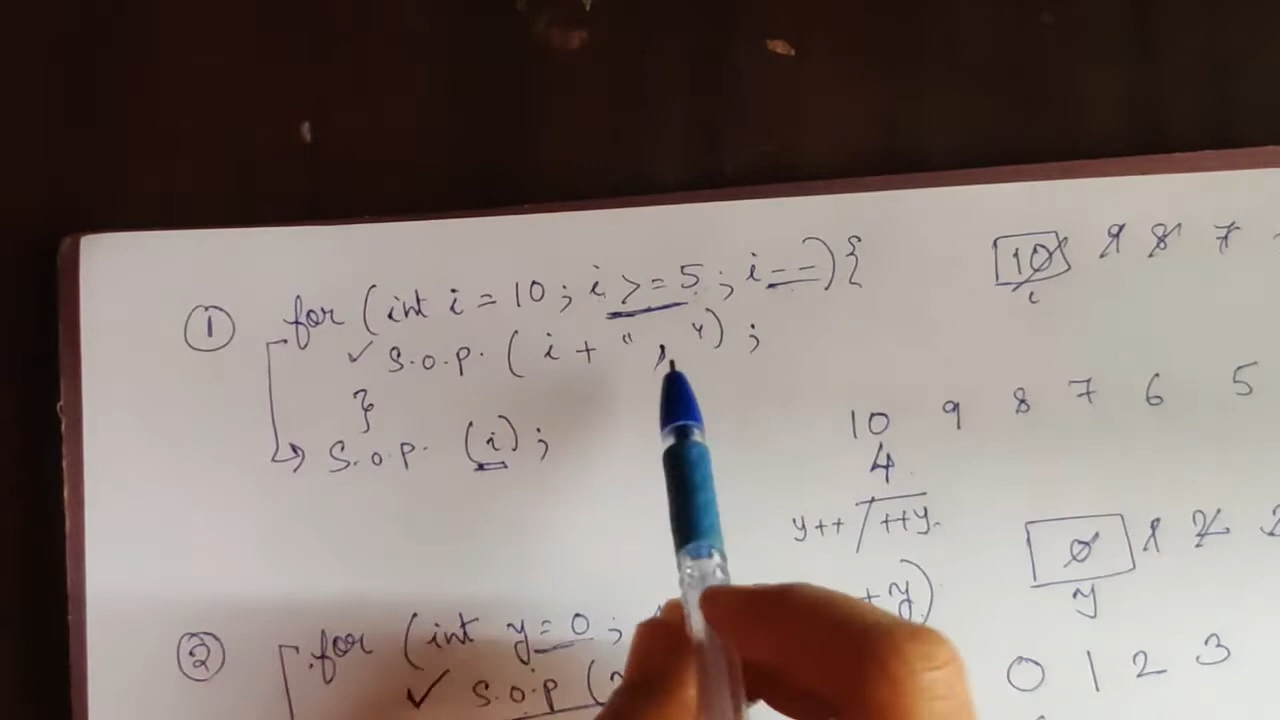 ① for (int i = 10 ; i >= 5 ; i--) {
✓ S.o.p. ( i + " , " ) ;
}
S.o.p. (i) ;
10 9 8 7
i
10 9 8 7 6 5
4
y++ / ++y.
0 1 2
y
② for (int y = 0 ;
+ y)
✓ S.o.p (
0 1 2 3